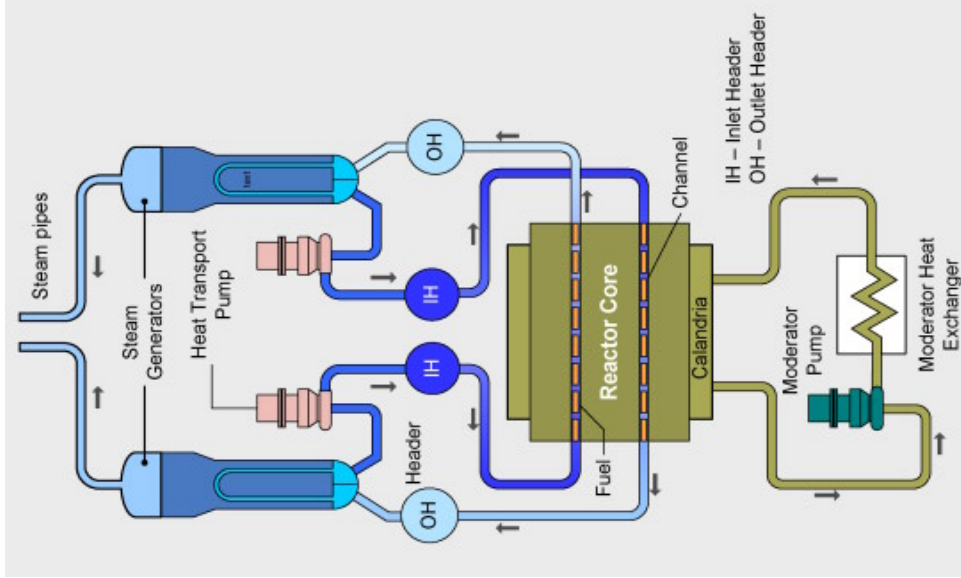 Steam pipes
Steam
Generators
Heat Transport
Pump
text
Header
OH
IH
IH
OH
Reactor Core
Fuel
Channel
Calandria
Moderator
Pump
Moderator Heat
Exchanger
IH – Inlet Header
OH – Outlet Header